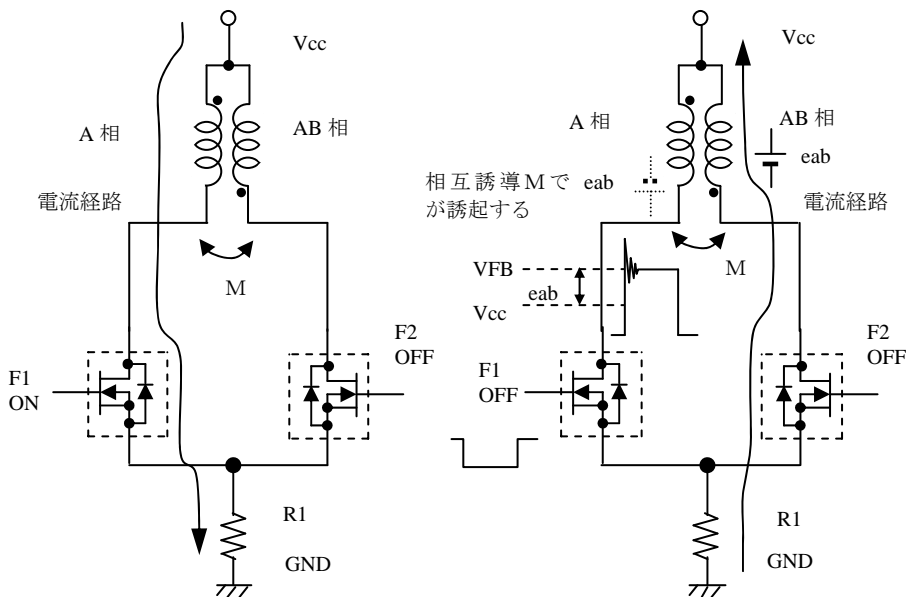 Vcc
A 相
AB 相
電流経路
M
F1
ON
F2
OFF
R1
GND
Vcc
A 相
AB 相
eab
相互誘導Mで eab
が誘起する
電流経路
M
VFB
eab
Vcc
F1
OFF
F2
OFF
R1
GND